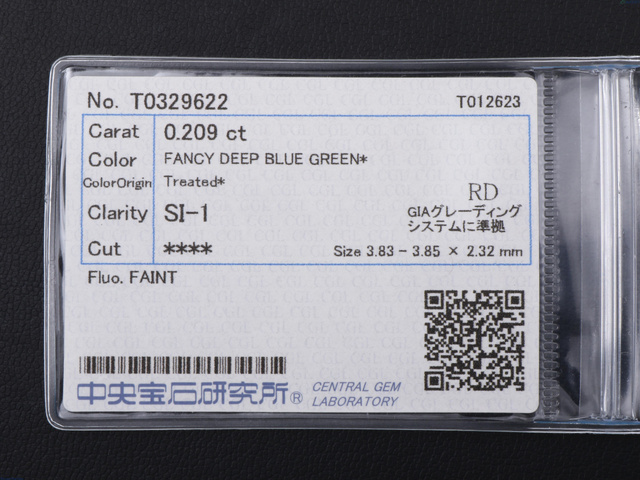 No. T0329622 T012623
Carat 0.209 ct
Color FANCY DEEP BLUE GREEN*
ColorOrigin Treated*
Clarity SI-1
RD
GIAグレーディング
システムに準拠
Cut ****
Size 3.83 - 3.85 × 2.32 mm
Fluo. FAINT
中央宝石研究所®
CENTRAL GEM
LABORATORY